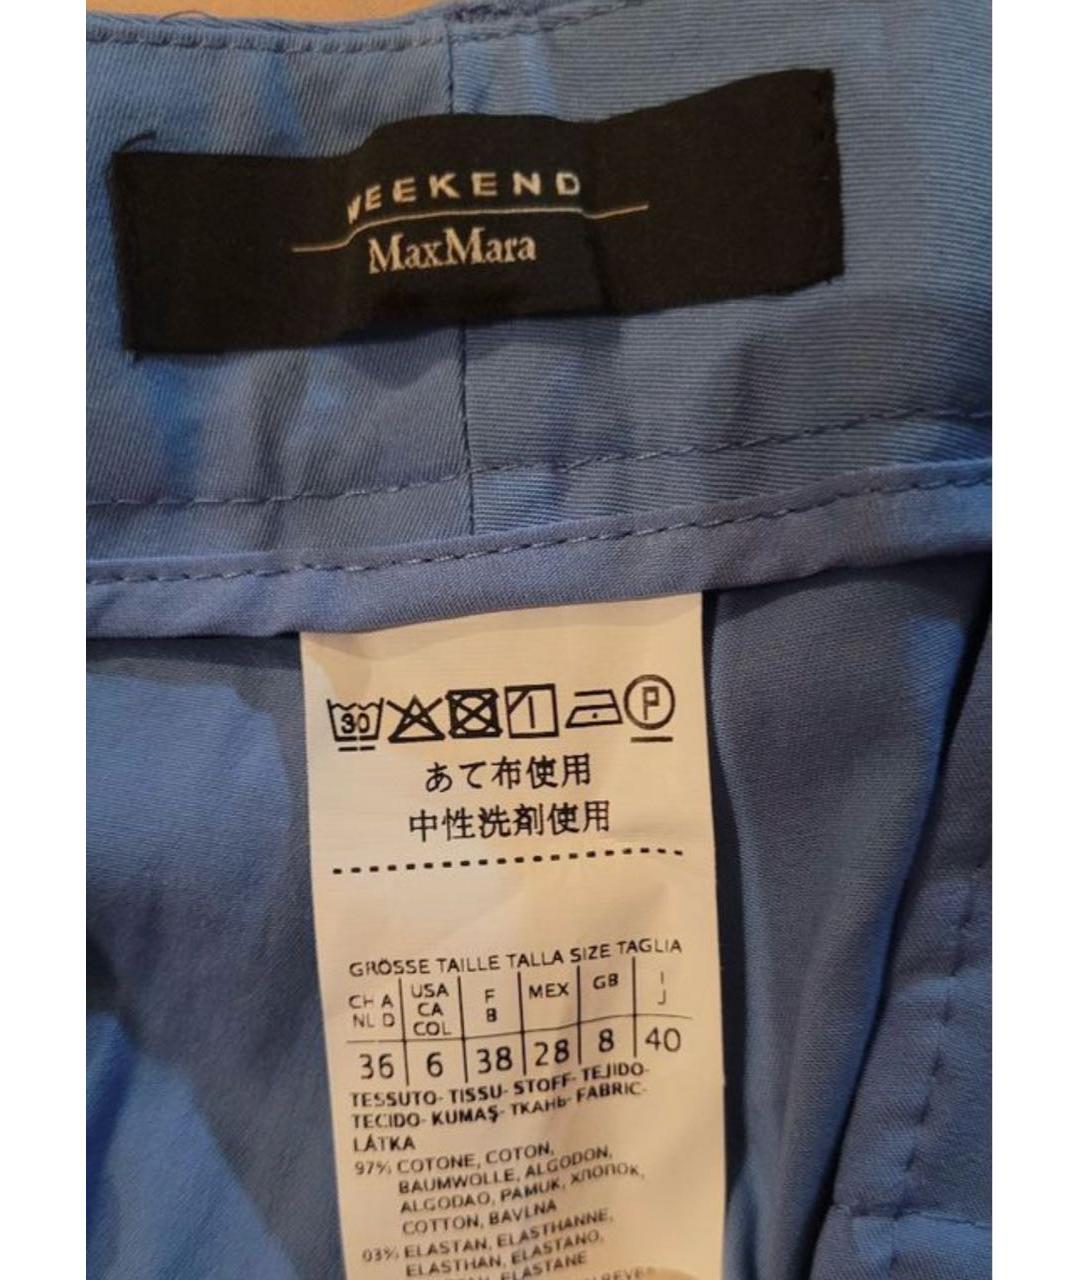 WEEKEND
MaxMara
30 P
あて布使用
中性洗剤使用
GRÖSSE TAILLE TALLA SIZE TAGLIA
CH A NL D USA CA COL F B MEX GB I J
36 6 38 28 8 40
TESSUTO- TISSU- STOFF- TEJIDO-
TECIDO- KUMAŞ- ТКАНЬ- FABRIC-
LÁTKA
97% COTONE, COTON,
BAUMWOLLE, ALGODON,
ALGODAO, PAMUK, ХЛОПОК,
COTTON, BAVLNA
03% ELASTAN, ELASTHANNE,
ELASTHAN, ELASTANO,
ELASTANE